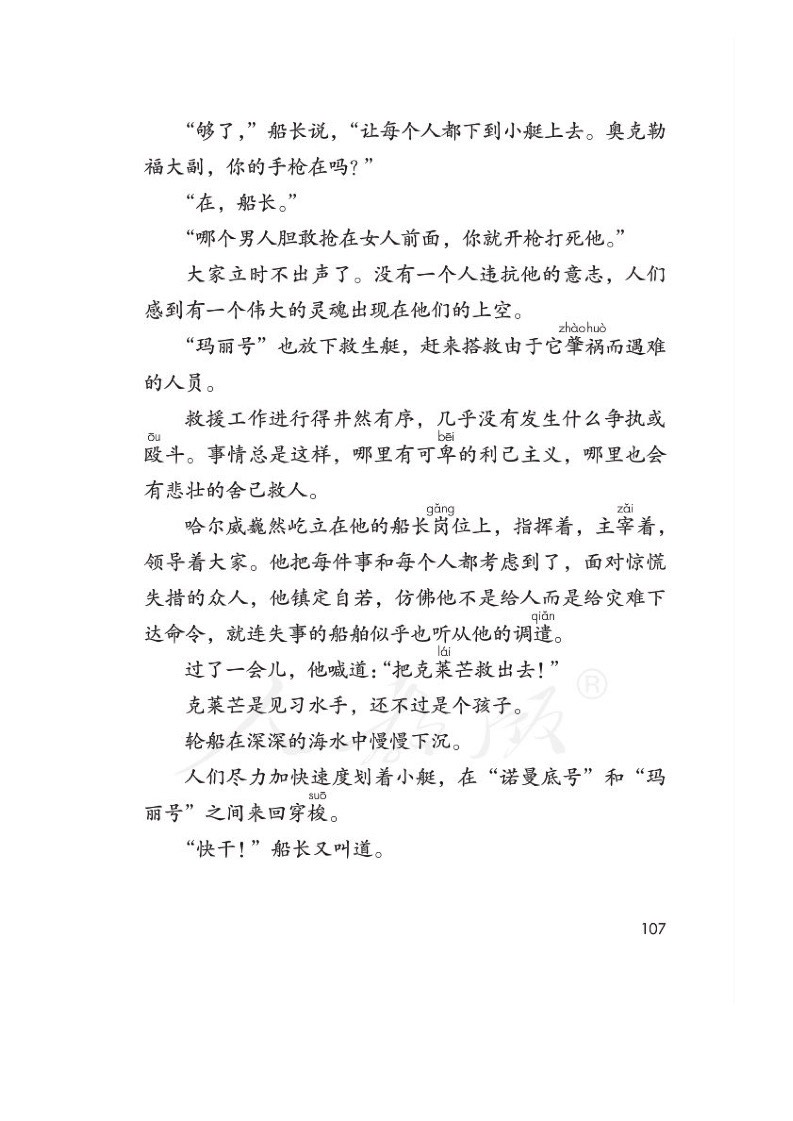 “够了，”船长说，“让每个人都下到小艇上去。奥克勒
福大副，你的手枪在吗？”
“在，船长。”
“哪个男人胆敢抢在女人前面，你就开枪打死他。”
大家立时不出声了。没有一个人违抗他的意志，人们
感到有一个伟大的灵魂出现在他们的上空。
zhàohuò
“玛丽号”也放下救生艇，赶来搭救由于它肇祸而遇难
的人员。
救援工作进行得井然有序，几乎没有发生什么争执或
ōu bēi
殴斗。事情总是这样，哪里有可卑的利己主义，哪里也会
有悲壮的舍己救人。
gǎng zǎi
哈尔威巍然屹立在他的船长岗位上，指挥着，主宰着，
领导着大家。他把每件事和每个人都考虑到了，面对惊慌
失措的众人，他镇定自若，仿佛他不是给人而是给灾难下
qiǎn
达命令，就连失事的船舶似乎也听从他的调遣。
lái
过了一会儿，他喊道：“把克莱芒救出去！”
克莱芒是见习水手，还不过是个孩子。
轮船在深深的海水中慢慢下沉。
人们尽力加快速度划着小艇，在“诺曼底号”和“玛
suō
丽号”之间来回穿梭。
“快干！”船长又叫道。
人教版®
107